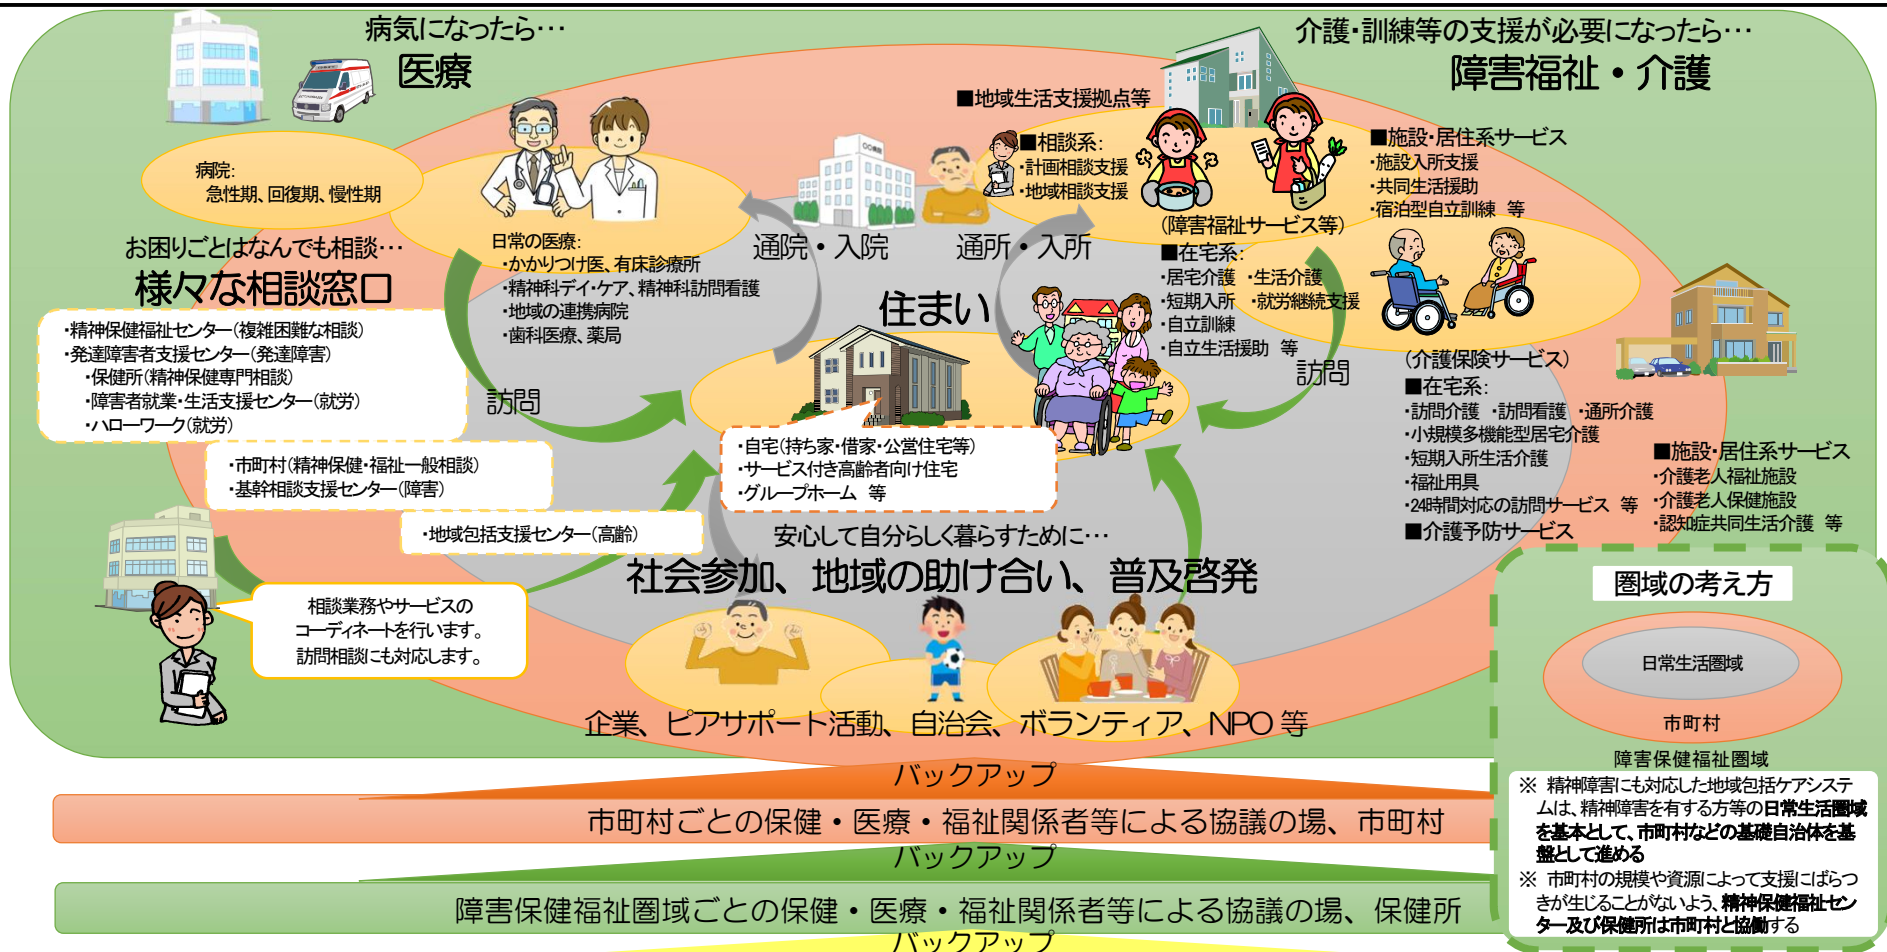 病気になったら…
医療
病院:
急性期、回復期、慢性期
日常の医療:
・かかりつけ医、有床診療所
・精神科デイ・ケア、精神科訪問看護
・地域の連携病院
・歯科医療、薬局
通院・入院
訪問
お困りごとはなんでも相談…
様々な相談窓口
・精神保健福祉センター(複雑困難な相談)
・発達障害者支援センター(発達障害)
・保健所(精神保健専門相談)
・障害者就業・生活支援センター(就労)
・ハローワーク(就労)
・市町村(精神保健・福祉一般相談)
・基幹相談支援センター(障害)
・地域包括支援センター(高齢)
相談業務やサービスの
コーディネートを行います。
訪問相談にも対応します。
介護・訓練等の支援が必要になったら…
障害福祉・介護
■地域生活支援拠点等
■相談系:
・計画相談支援
・地域相談支援
■施設・居住系サービス
・施設入所支援
・共同生活援助
・宿泊型自立訓練 等
(障害福祉サービス等)
■在宅系:
・居宅介護 ・生活介護
・短期入所 ・就労継続支援
・自立訓練
・自立生活援助 等
通所・入所
訪問
(介護保険サービス)
■在宅系:
・訪問介護 ・訪問看護 ・通所介護
・小規模多機能型居宅介護
・短期入所生活介護
・福祉用具
・24時間対応の訪問サービス 等
■介護予防サービス
■施設・居住系サービス
・介護老人福祉施設
・介護老人保健施設
・認知症共同生活介護 等
〇〇病院
住まい
・自宅(持ち家・借家・公営住宅等)
・サービス付き高齢者向け住宅
・グループホーム 等
安心して自分らしく暮らすために…
社会参加、地域の助け合い、普及啓発
企業、ピアサポート活動、自治会、ボランティア、NPO 等
バックアップ
市町村ごとの保健・医療・福祉関係者等による協議の場、市町村
バックアップ
障害保健福祉圏域ごとの保健・医療・福祉関係者等による協議の場、保健所
バックアップ
圏域の考え方
日常生活圏域
市町村
障害保健福祉圏域
※ 精神障害にも対応した地域包括ケアシステ
ムは、精神障害を有する方等の日常生活圏域
を基本として、市町村などの基礎自治体を基
盤として進める
※ 市町村の規模や資源によって支援にばらつ
きが生じることがないよう、精神保健福祉セン
ター及び保健所は市町村と協働する